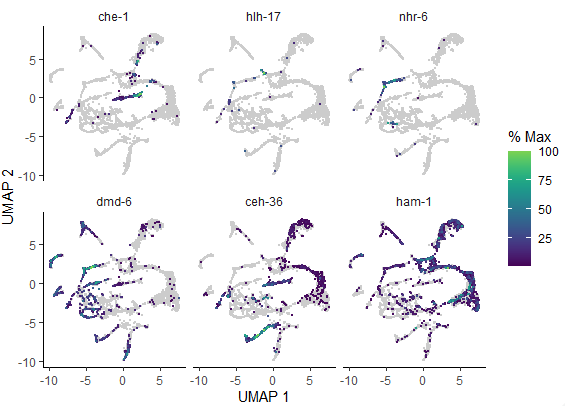 che-1 hlh-17 nhr-6
5
0
-5
-10
UMAP 2
% Max
100
75
50
25
dmd-6 ceh-36 ham-1
5
0
-5
-10
-10 -5 0 5 -10 -5 0 5 -10 -5 0 5
UMAP 1